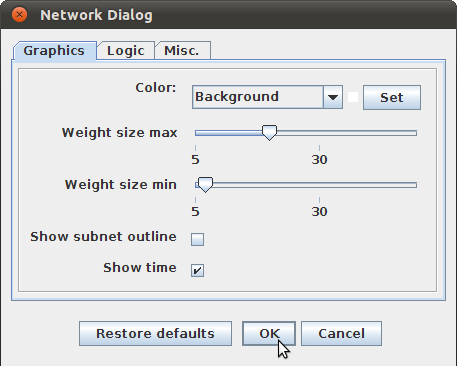 Network Dialog
Graphics Logic Misc.
Color: Background Set
Weight size max
5 30
Weight size min
5 30
Show subnet outline
Show time
Restore defaults OK Cancel